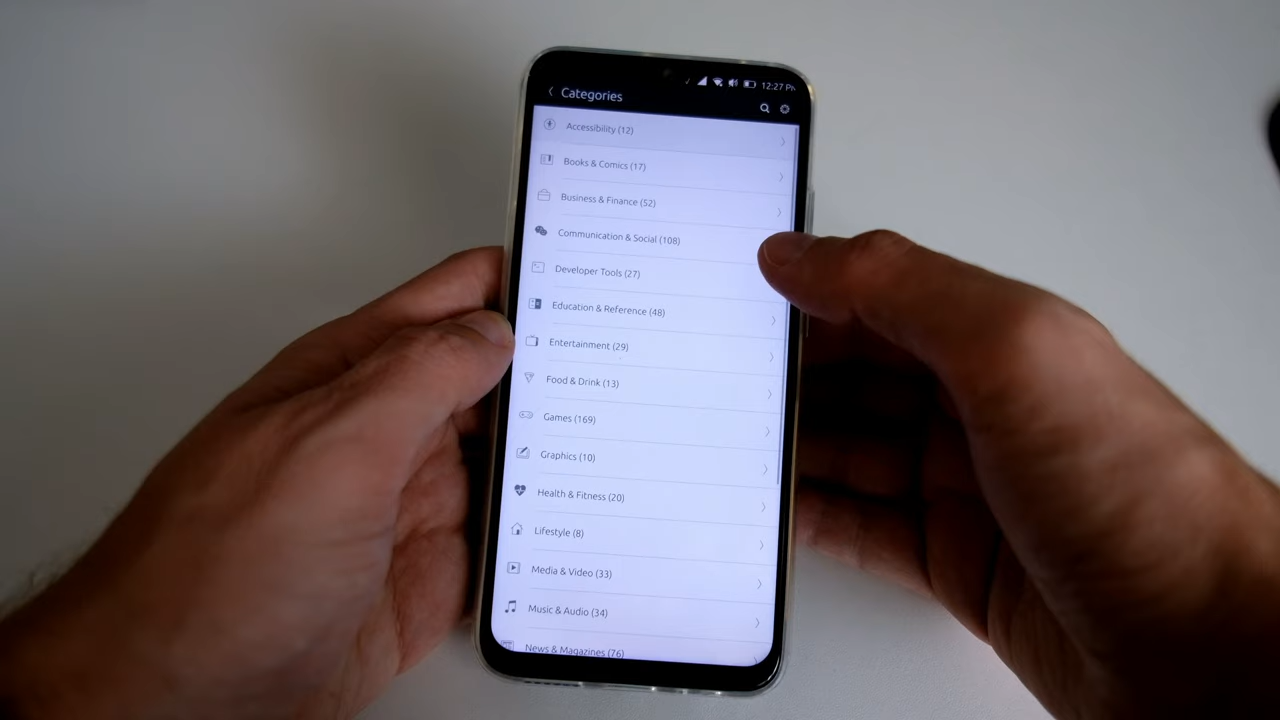 12:27 PM
Categories
Accessibility (12)
Books & Comics (17)
Business & Finance (52)
Communication & Social (108)
Developer Tools (27)
Education & Reference (48)
Entertainment (29)
Food & Drink (13)
Games (169)
Graphics (10)
Health & Fitness (20)
Lifestyle (8)
Media & Video (33)
Music & Audio (34)
News & Magazines (76)